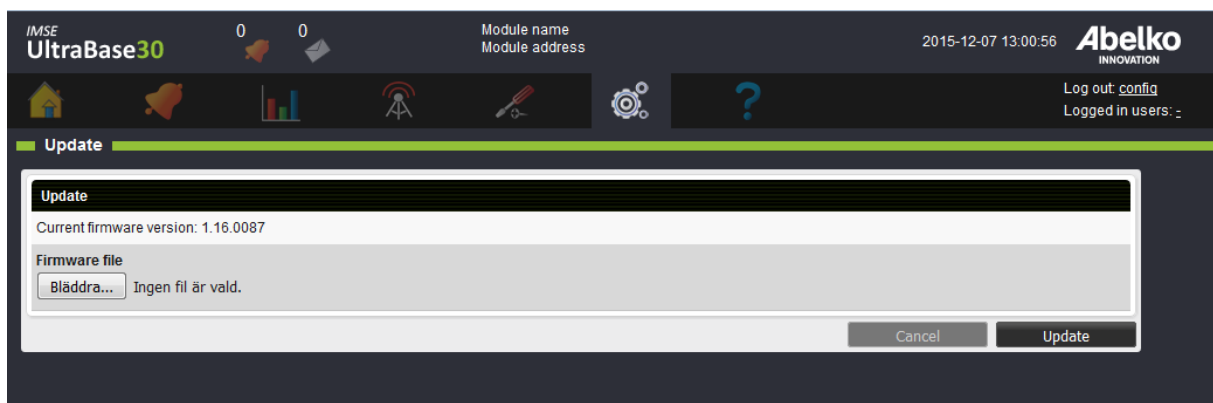 IMSE
UltraBase30
0
0
Module name
Module address
2015-12-07 13:00:56
Abelko
INNOVATION
?
Log out: config
Logged in users: -
Update
Update
Current firmware version: 1.16.0087
Firmware file
Bläddra... Ingen fil är vald.
Cancel
Update